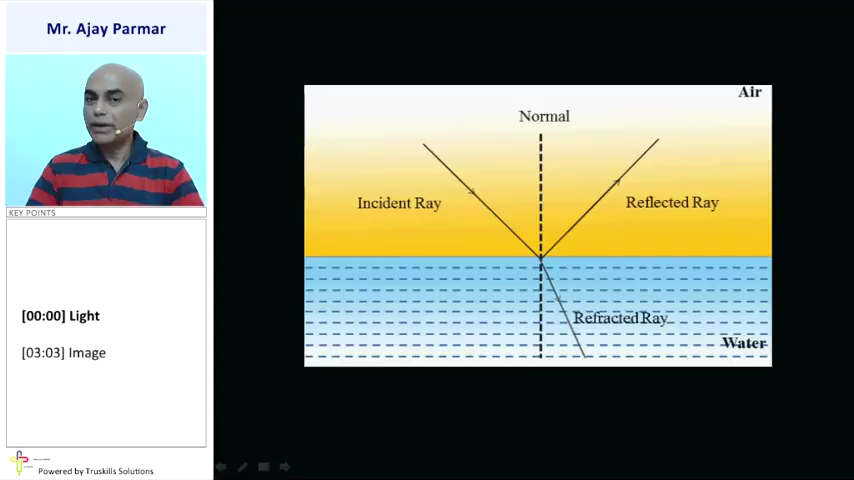 Mr. Ajay Parmar
KEY POINTS
[00:00] Light
[03:03] Image
Powered by Truskills Solutions
Air
Normal
Incident Ray
Reflected Ray
Refracted Ray
Water